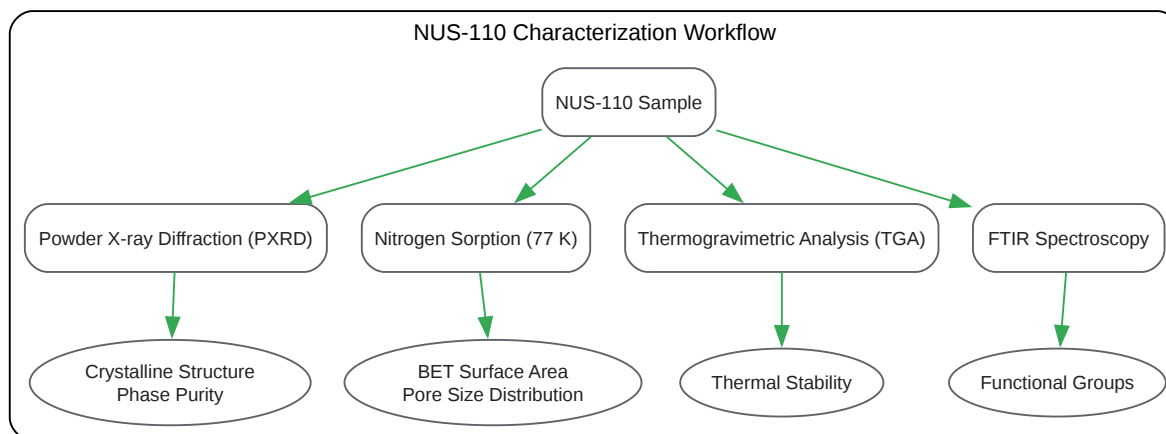 NUS-110 Characterization Workflow
NUS-110 Sample
Powder X-ray Diffraction (PXRD)
Nitrogen Sorption (77 K)
Thermogravimetric Analysis (TGA)
FTIR Spectroscopy
Crystalline Structure
Phase Purity
BET Surface Area
Pore Size Distribution
Thermal Stability
Functional Groups